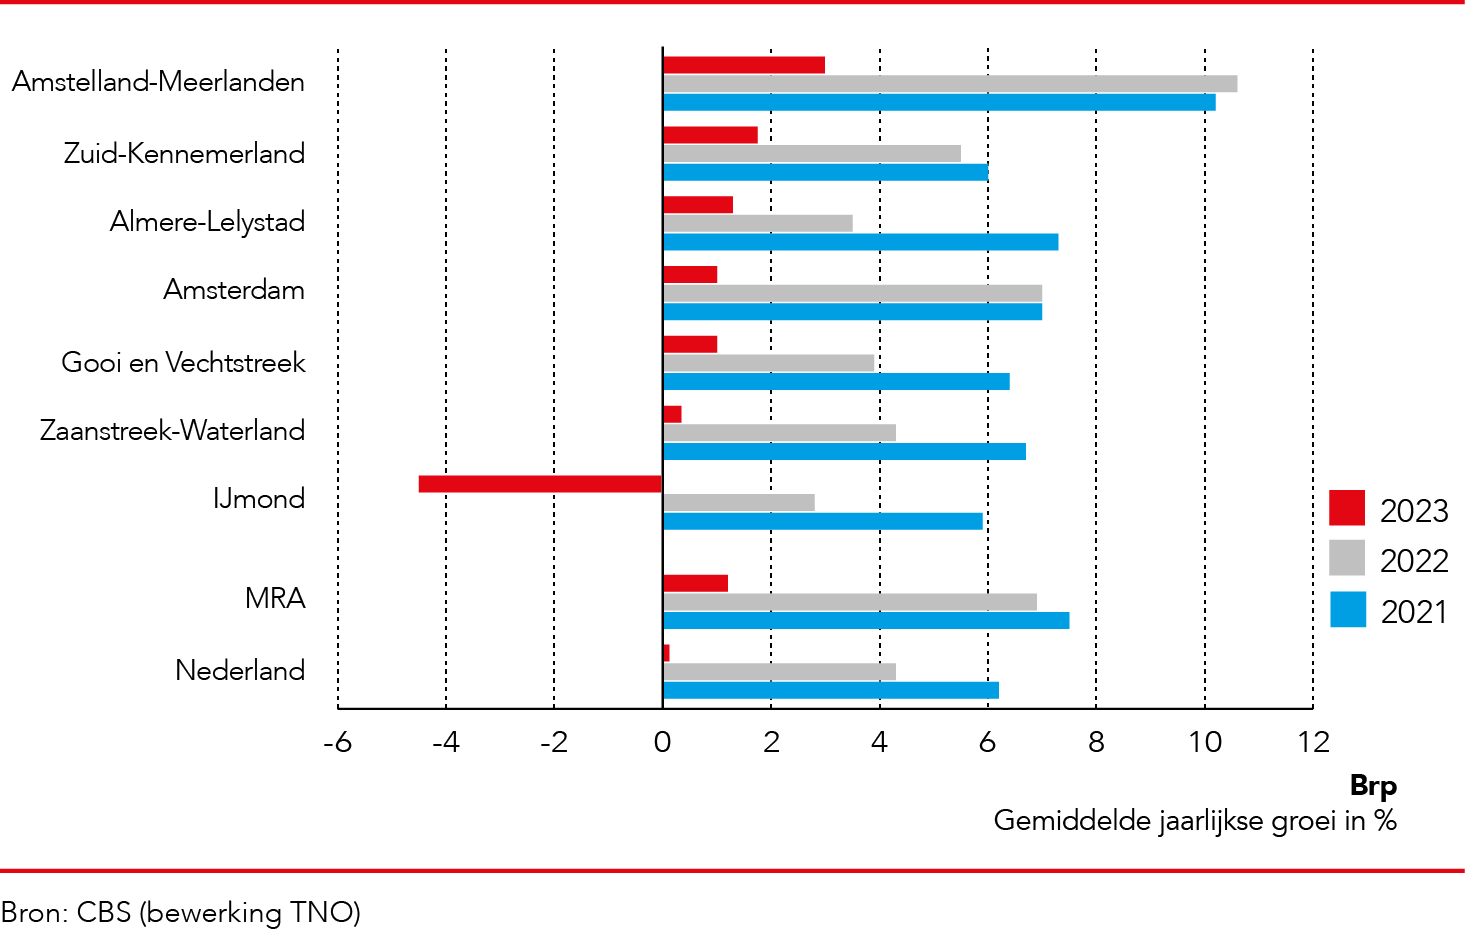 Amstelland-Meerlanden
Zuid-Kennemerland
Almere-Lelystad
Amsterdam
Gooi en Vechtstreek
Zaanstreek-Waterland
IJmond
MRA
Nederland
2023
2022
2021
-6 -4 -2 0 2 4 6 8 10 12
Brp
Gemiddelde jaarlijkse groei in %
Bron: CBS (bewerking TNO)